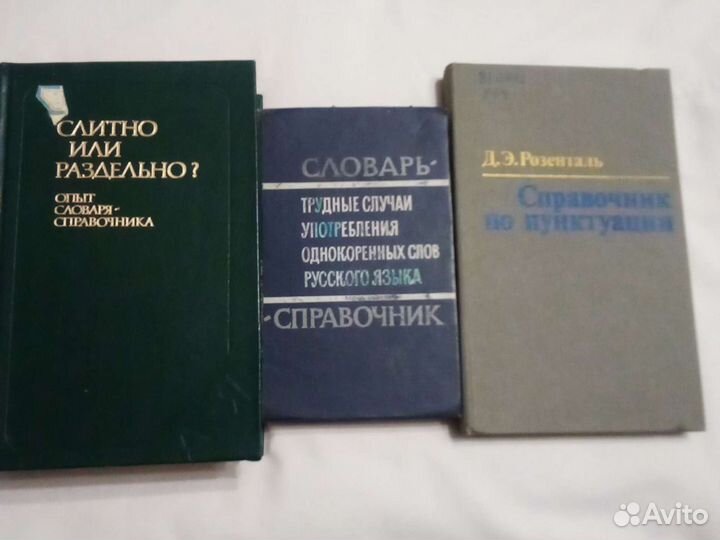 СЛИТНО
ИЛИ
РАЗДЕЛЬНО?
ОПЫТ
СЛОВАРЯ-
СПРАВОЧНИКА
СЛОВАРЬ-
ТРУДНЫЕ СЛУЧАИ
УПОТРЕБЛЕНИЯ
ОДНОКОРЕННЫХ СЛОВ
РУССКОГО ЯЗЫКА
-СПРАВОЧНИК
Д.Э.Розенталь
Справочник
по пунктуации
Avito